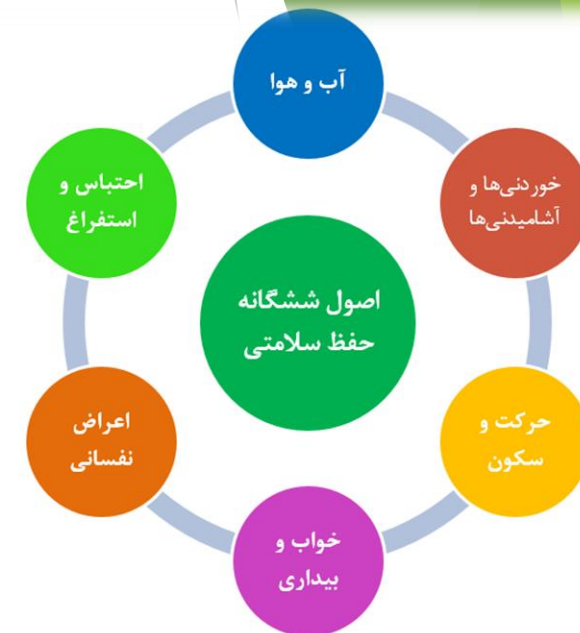 آب و هوا
خوردنی‌ها و
آشامیدنی‌ها
حرکت و
سکون
خواب و
بیداری
اعراض
نفسانی
احتباس و
استفراغ
اصول ششگانه
حفظ سلامتی